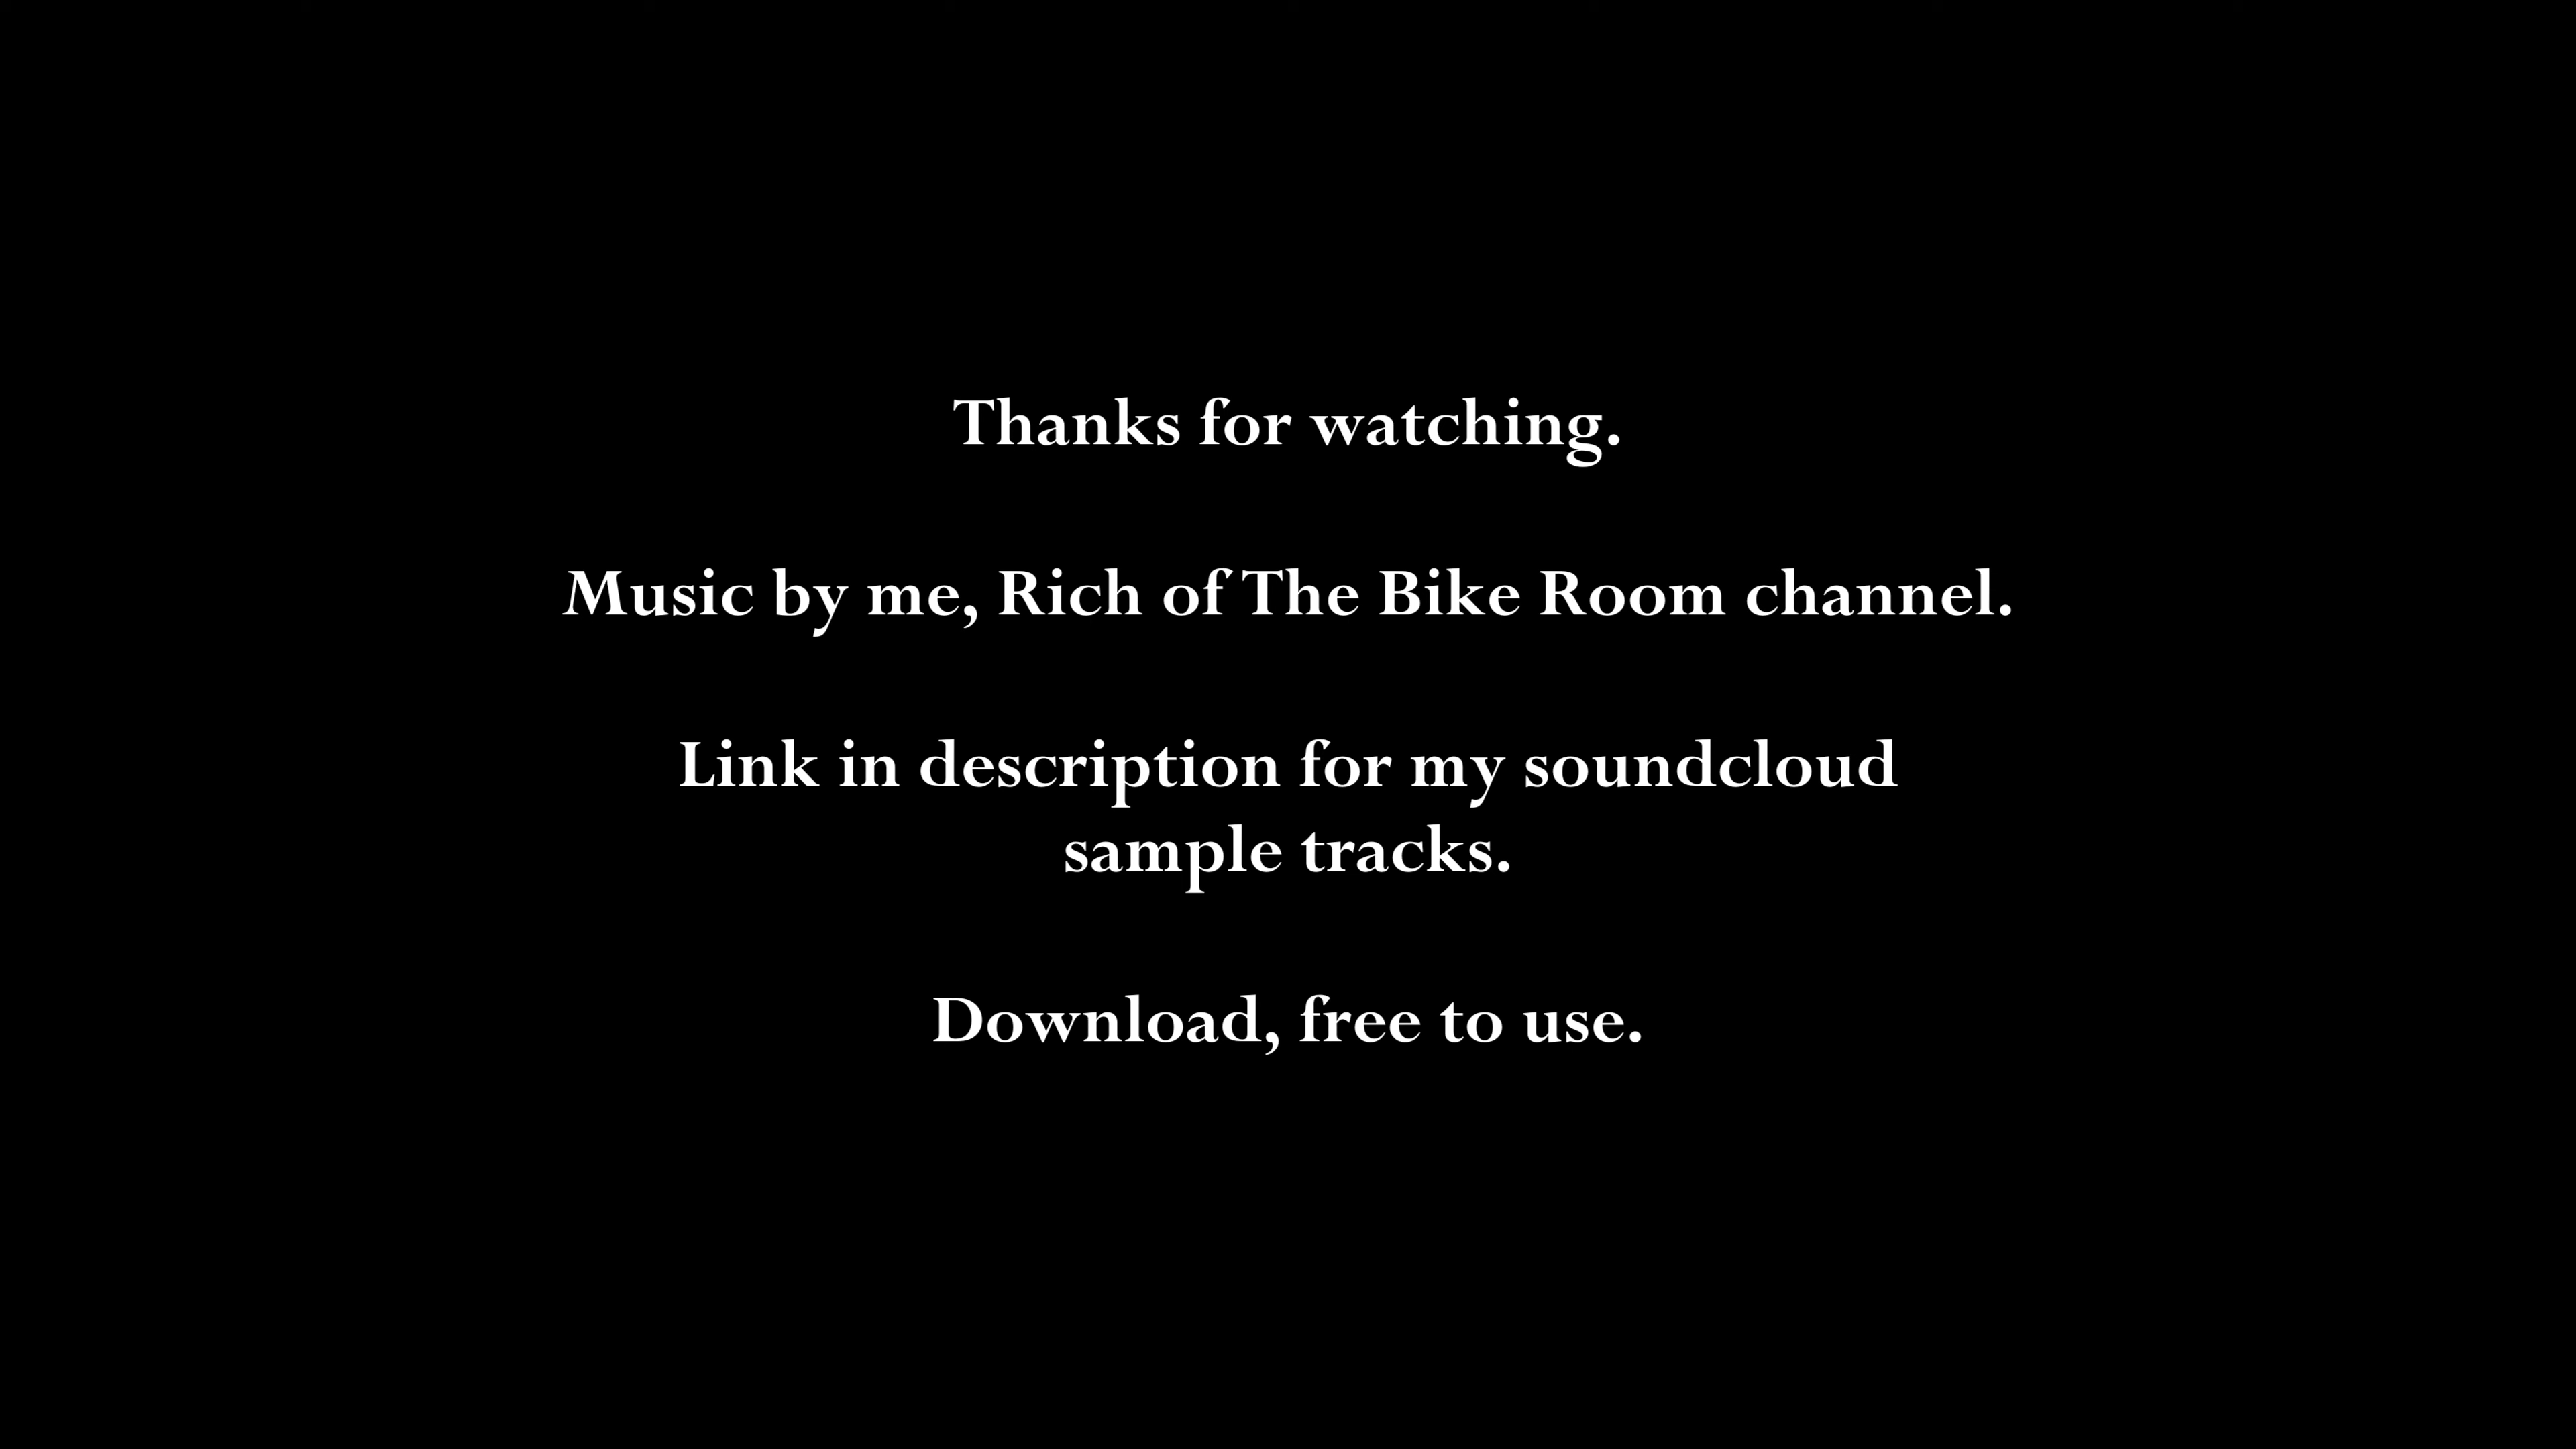 Thanks for watching.
Music by me, Rich of The Bike Room channel.
Link in description for my soundcloud
sample tracks.
Download, free to use.